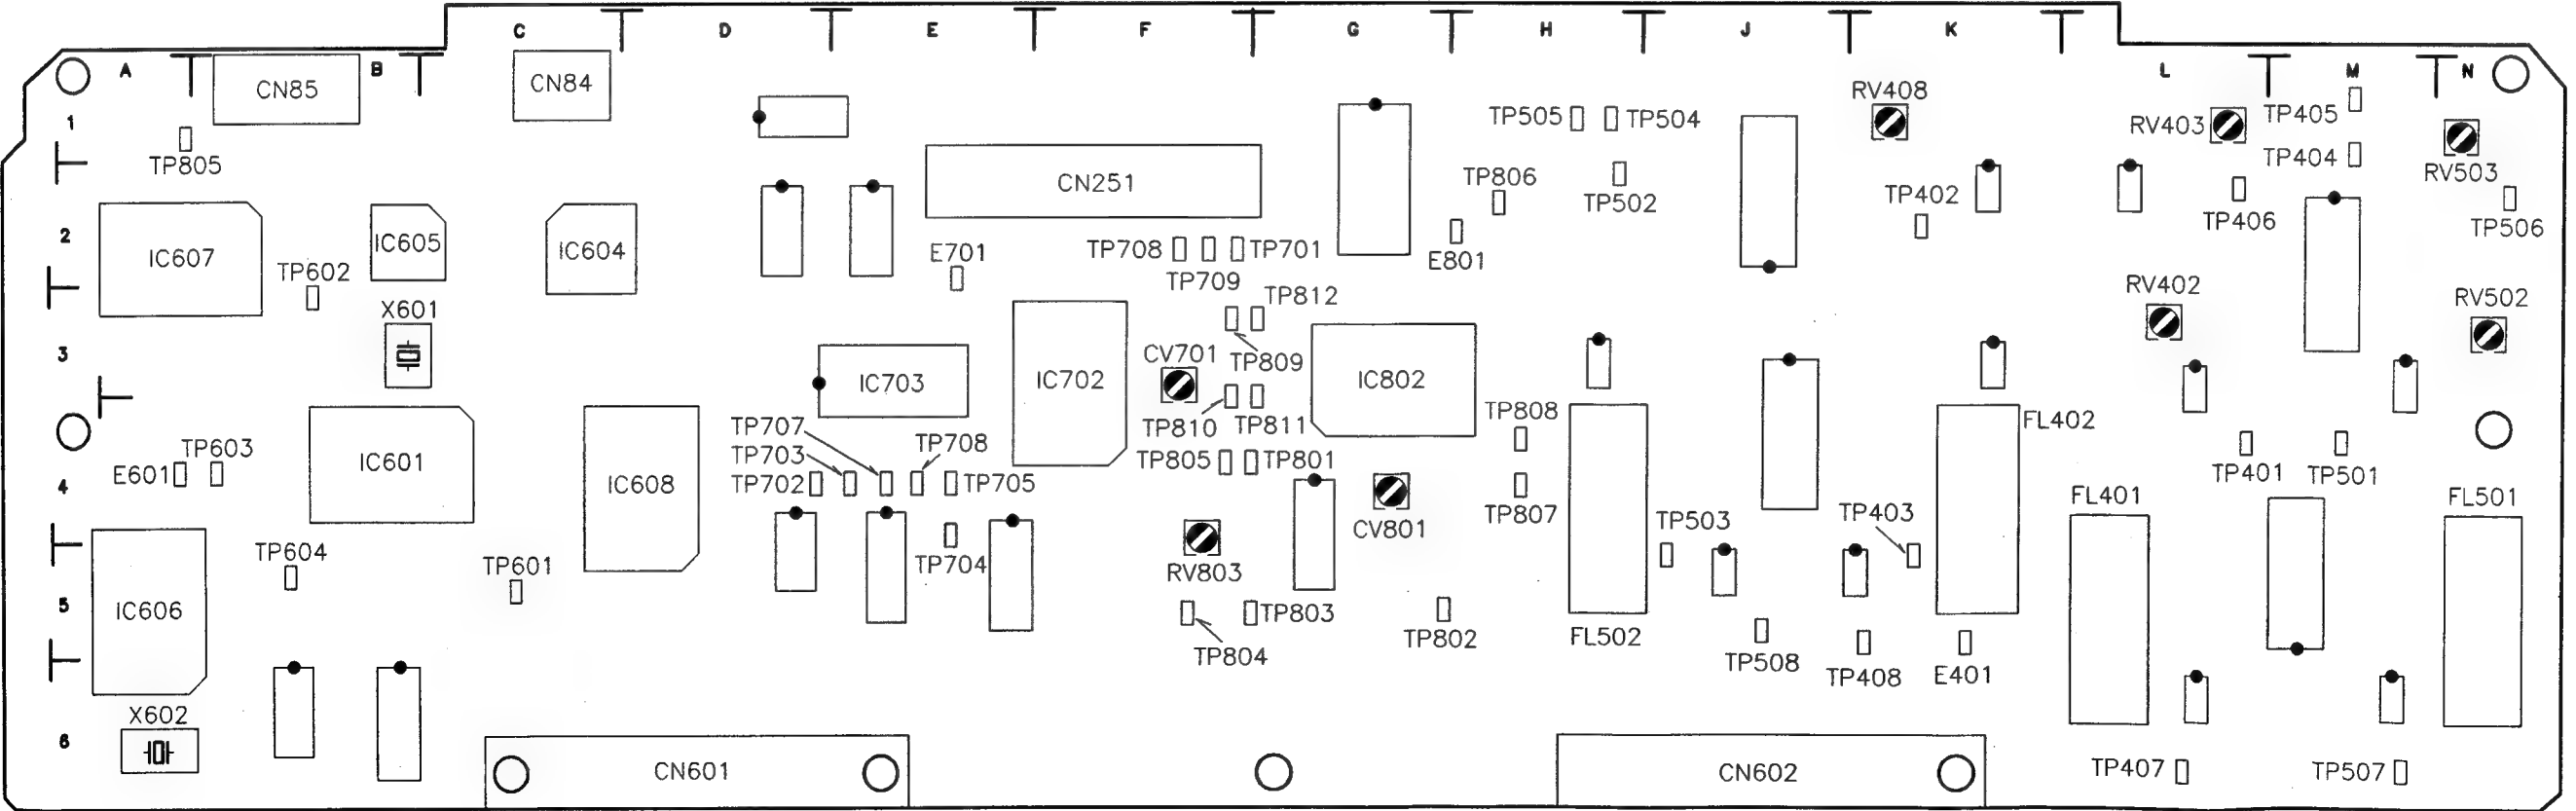 C D E F G H J K
A B L M N
CN85
CN84
RV408
TP505 TP504
RV403
TP405
1
TP404
TP805
RV503
CN251
TP806
TP502
TP402
TP406
TP506
2
IC607
IC605
IC604
TP602
E701
TP708 TP701
TP709
E801
RV402
RV502
X601
TP812
3
CV701
TP809
IC703
IC702
IC802
TP808
FL402
TP707
TP708
TP810 TP811
TP603
E601
IC601
TP703
TP702
TP705
TP805 TP801
TP401
TP501
4
IC608
FL401
FL501
TP807
CV801
TP503
TP403
TP604
TP601
TP704
RV803
5
IC606
TP803
TP802
FL502
TP804
TP508
TP408
E401
X602
6
CN601
CN602
TP407
TP507